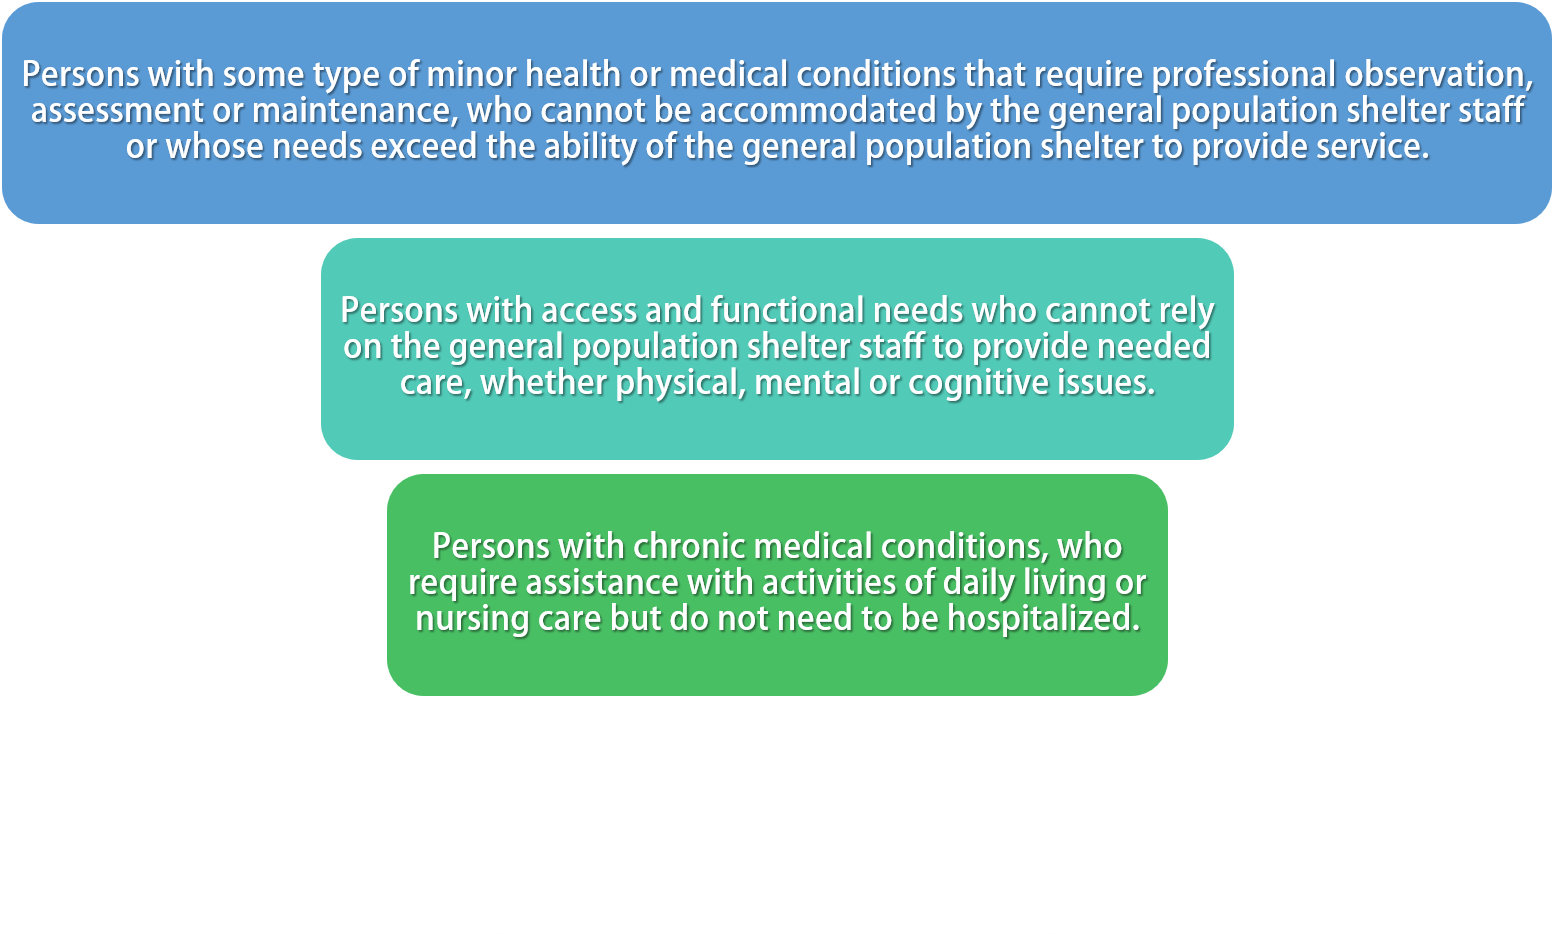 Persons with some type of minor health or medical conditions that require professional observation,
assessment or maintenance, who cannot be accommodated by the general population shelter staff
or whose needs exceed the ability of the general population shelter to provide service.
Persons with access and functional needs who cannot rely
on the general population shelter staff to provide needed
care, whether physical, mental or cognitive issues.
Persons with chronic medical conditions, who
require assistance with activities of daily living or
nursing care but do not need to be hospitalized.